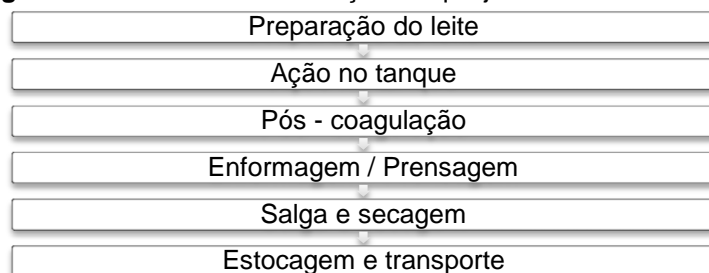 Preparação do leite
Ação no tanque
Pós - coagulação
Enformagem / Prensagem
Salga e secagem
Estocagem e transporte